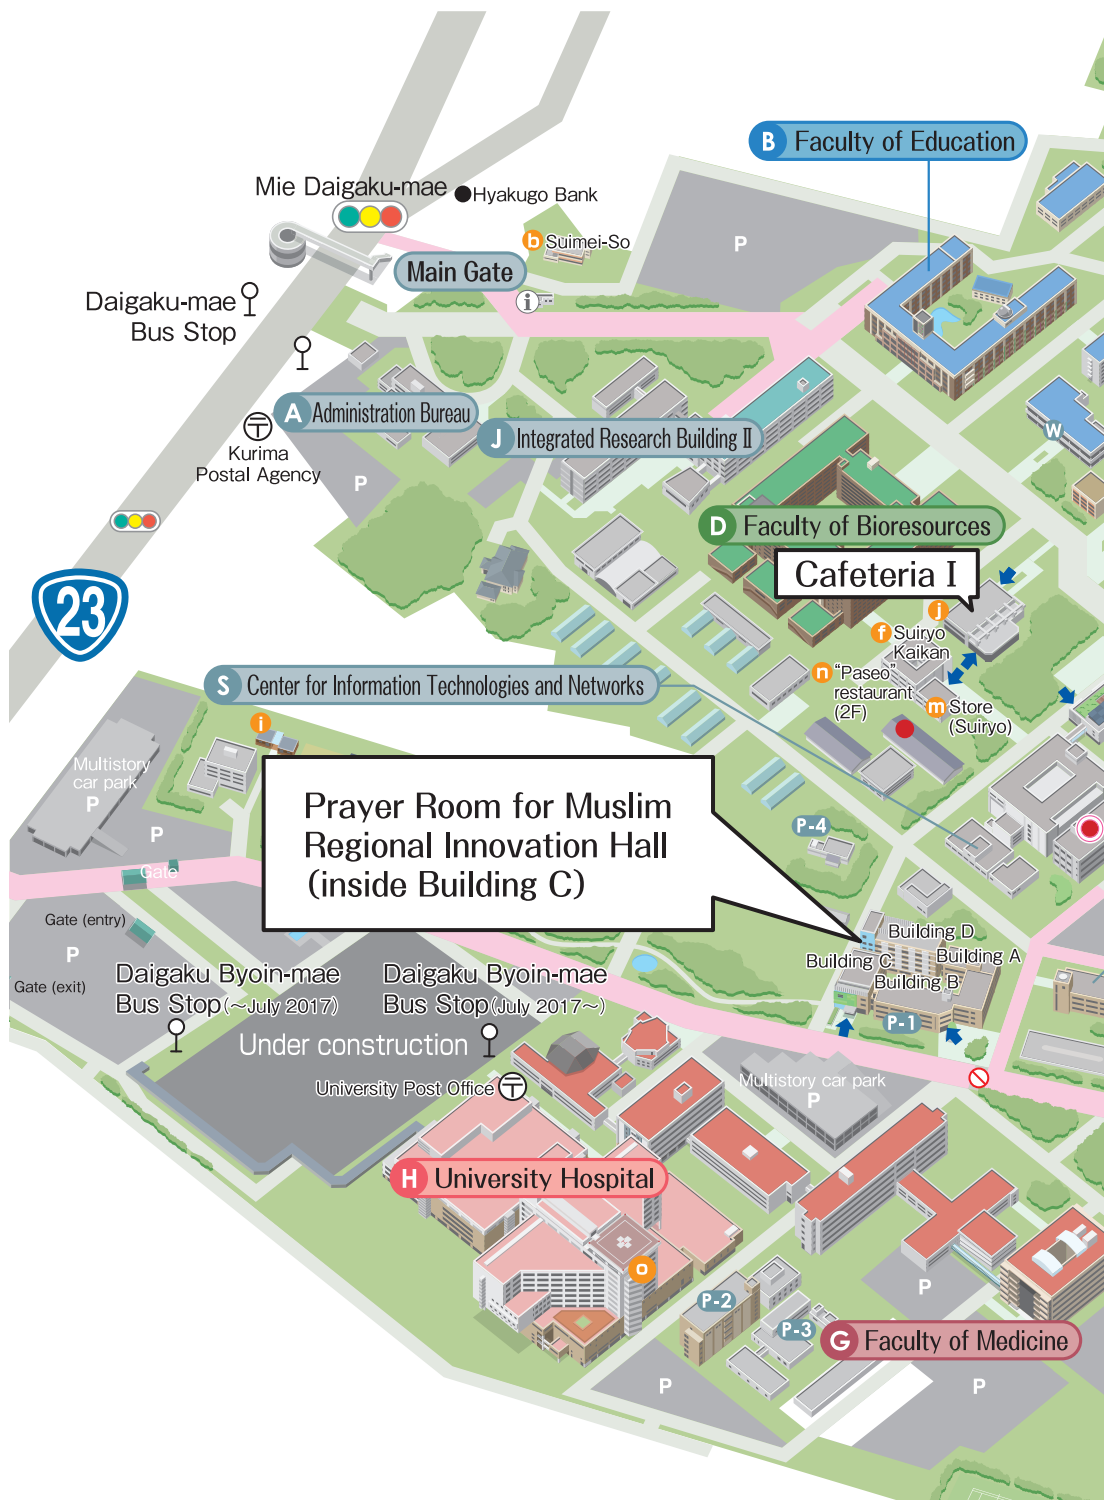 B Faculty of Education
Mie Daigaku-mae
Hyakugo Bank
b Suimei-So
P
Main Gate
i
Daigaku-mae
Bus Stop
A Administration Bureau
J Integrated Research Building Ⅱ
W
Kurima
Postal Agency
P
D Faculty of Bioresources
Cafeteria Ⅰ
23
j
f Suiryo
Kaikan
n "Paseo"
restaurant
(2F)
m Store
(Suiryo)
S Center for Information Technologies and Networks
i
Multistory
car park
P
P
Prayer Room for Muslim
Regional Innovation Hall
(inside Building C)
P-4
Gate
Gate (entry)
P
Gate (exit)
Building D
Building A
Building C
Building B
P-1
Daigaku Byoin-mae
Bus Stop (～July 2017)
Daigaku Byoin-mae
Bus Stop (July 2017～)
Under construction
University Post Office
Multistory car park
P
H University Hospital
o
P-2
P-3
P
G Faculty of Medicine
P
P